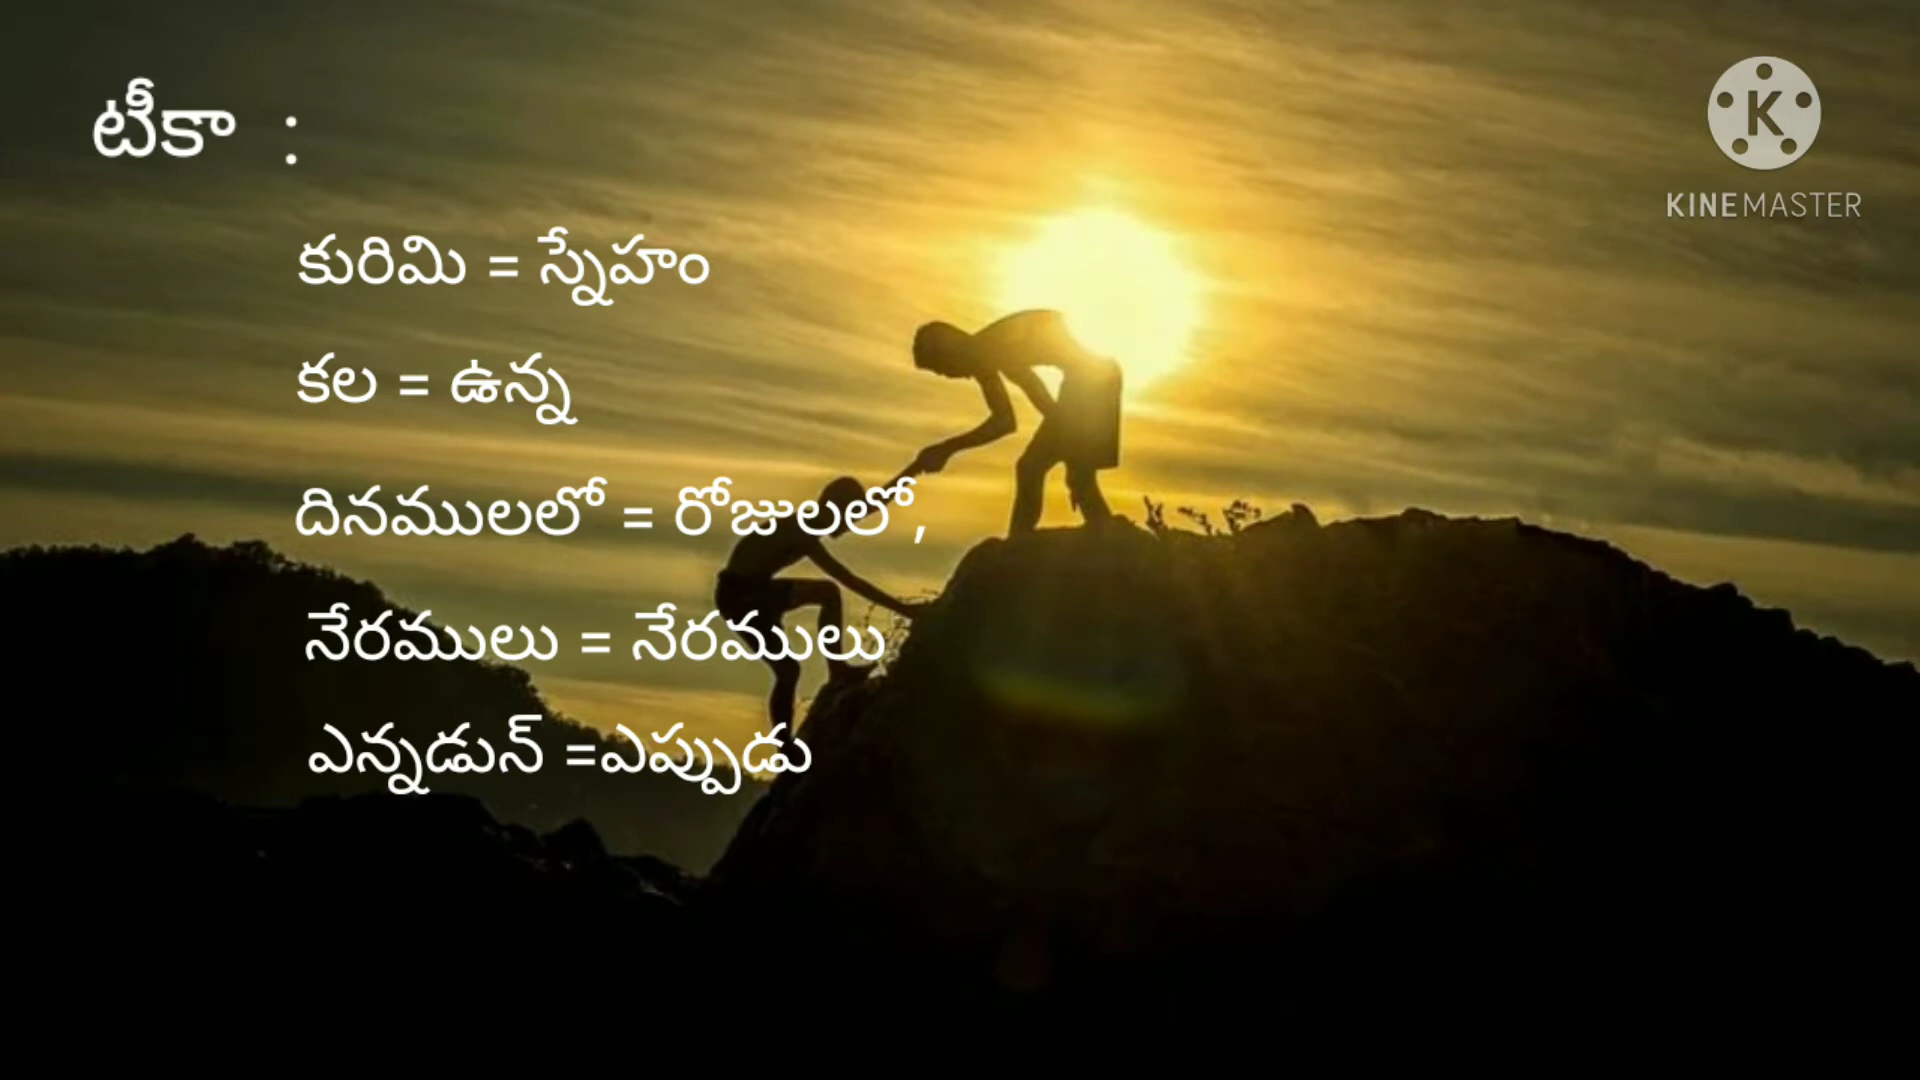 టీకా :
K
KINEMASTER
కురిమి = స్నేహం
కల = ఉన్న
దినములలో = రోజులలో,
నేరములు = నేరములు
ఎన్నడున్ =ఎప్పుడు